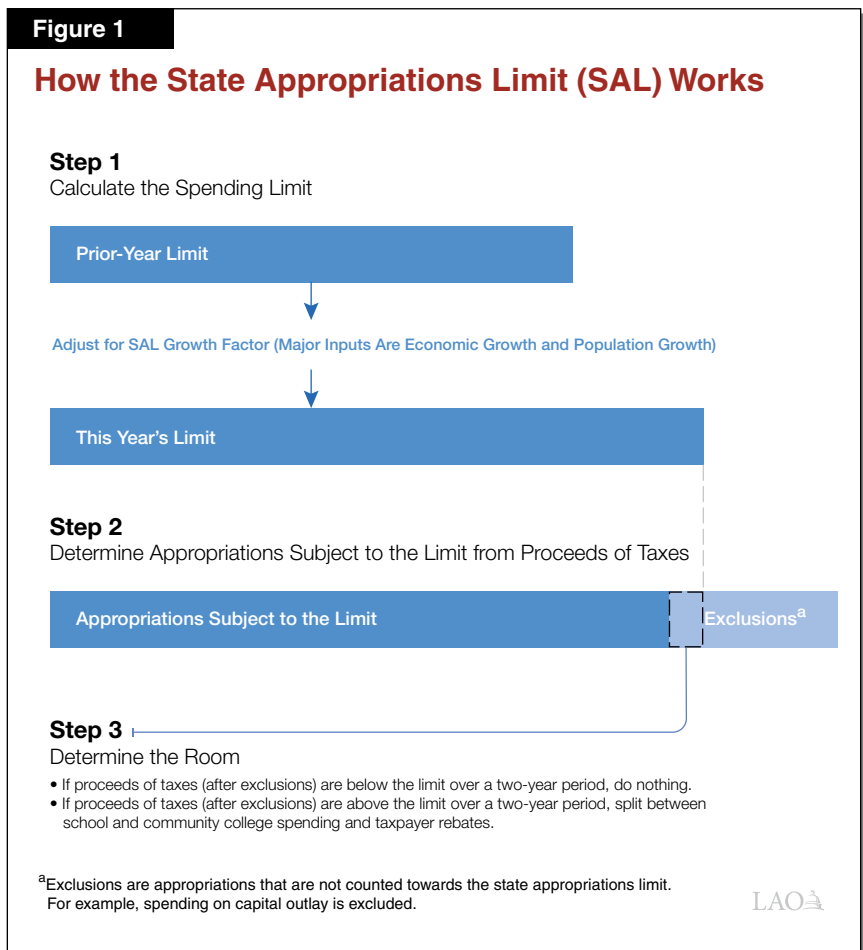 Figure 1
How the State Appropriations Limit (SAL) Works
Step 1
Calculate the Spending Limit
Prior-Year Limit
Adjust for SAL Growth Factor (Major Inputs Are Economic Growth and Population Growth)
This Year's Limit
Step 2
Determine Appropriations Subject to the Limit from Proceeds of Taxes
Appropriations Subject to the Limit
Exclusionsᵃ
Step 3
Determine the Room
• If proceeds of taxes (after exclusions) are below the limit over a two-year period, do nothing.
• If proceeds of taxes (after exclusions) are above the limit over a two-year period, split between
school and community college spending and taxpayer rebates.
ᵃExclusions are appropriations that are not counted towards the state appropriations limit.
For example, spending on capital outlay is excluded.
LAO